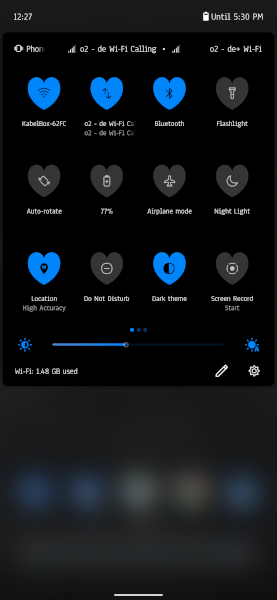 12:27 Until 5:30 PM
Phon o2 - de Wi-Fi Calling • o2 - de+ Wi-Fi
KabelBox-62FC o2 - de Wi-Fi Ca Bluetooth Flashlight
o2 - de Wi-Fi Ca
Auto-rotate 77% Airplane mode Night Light
Location Do Not Disturb Dark theme Screen Record
High Accuracy Start
Wi-Fi: 1.48 GB used